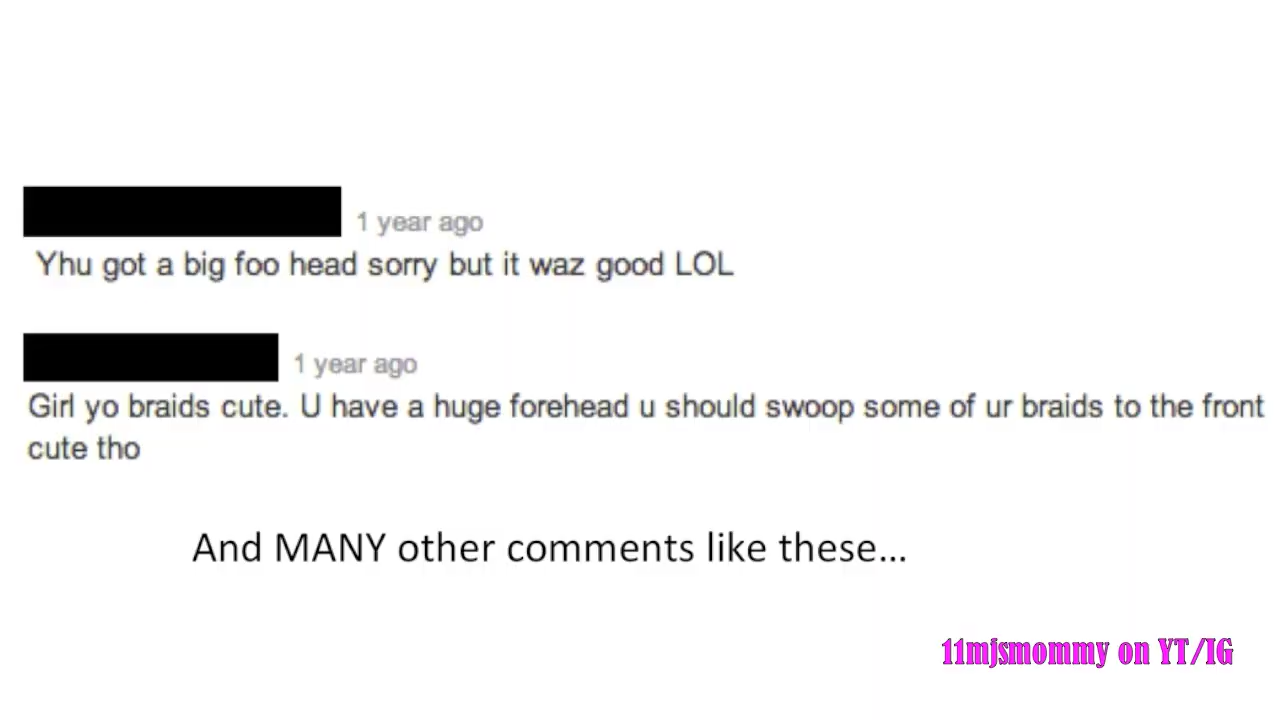 1 year ago
Yhu got a big foo head sorry but it waz good LOL
1 year ago
Girl yo braids cute. U have a huge forehead u should swoop some of ur braids to the front
cute tho
And MANY other comments like these...
11mjsmommy on YT/IG